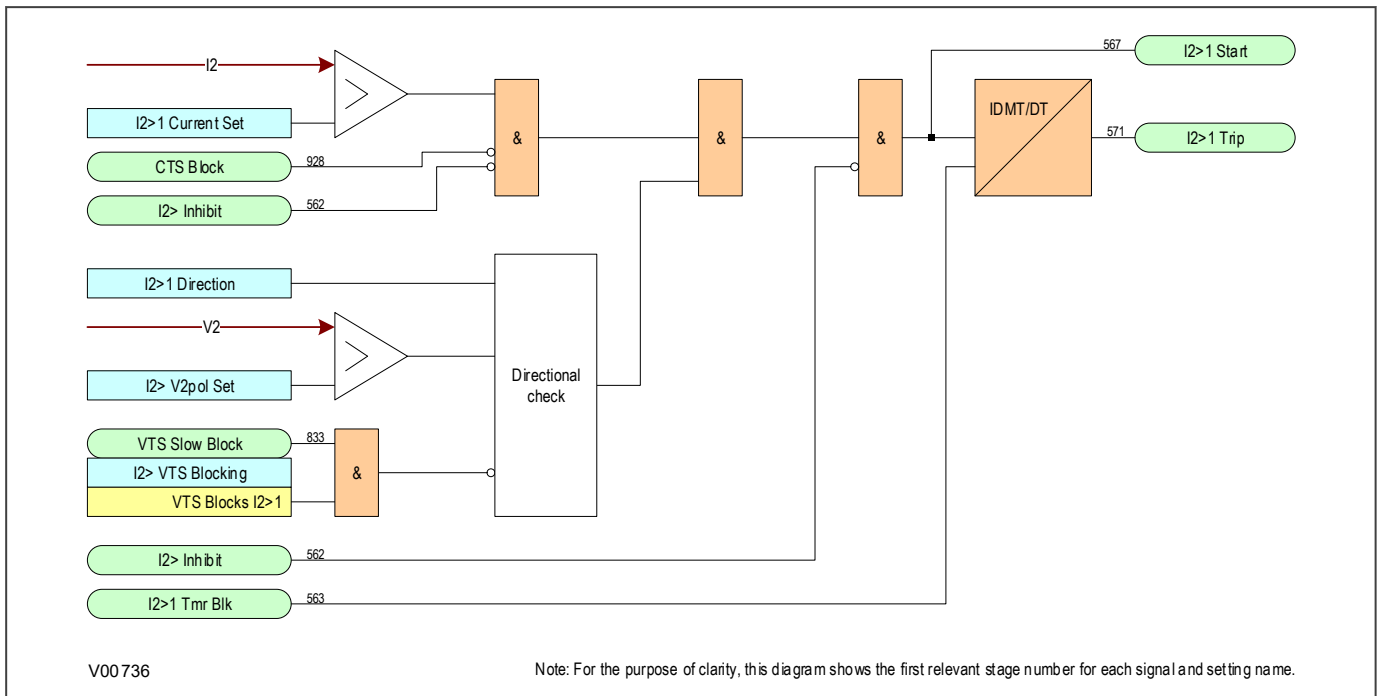 I2
I2>1 Current Set
CTS Block
928
I2> Inhibit
562
&
&
&
IDMT/DT
567
I2>1 Start
571
I2>1 Trip
I2>1 Direction
V2
I2> V2pol Set
Directional
check
VTS Slow Block
833
I2> VTS Blocking
VTS Blocks I2>1
&
I2> Inhibit
562
I2>1 Tmr Blk
563
V00736
Note: For the purpose of clarity, this diagram shows the first relevant stage number for each signal and setting name.